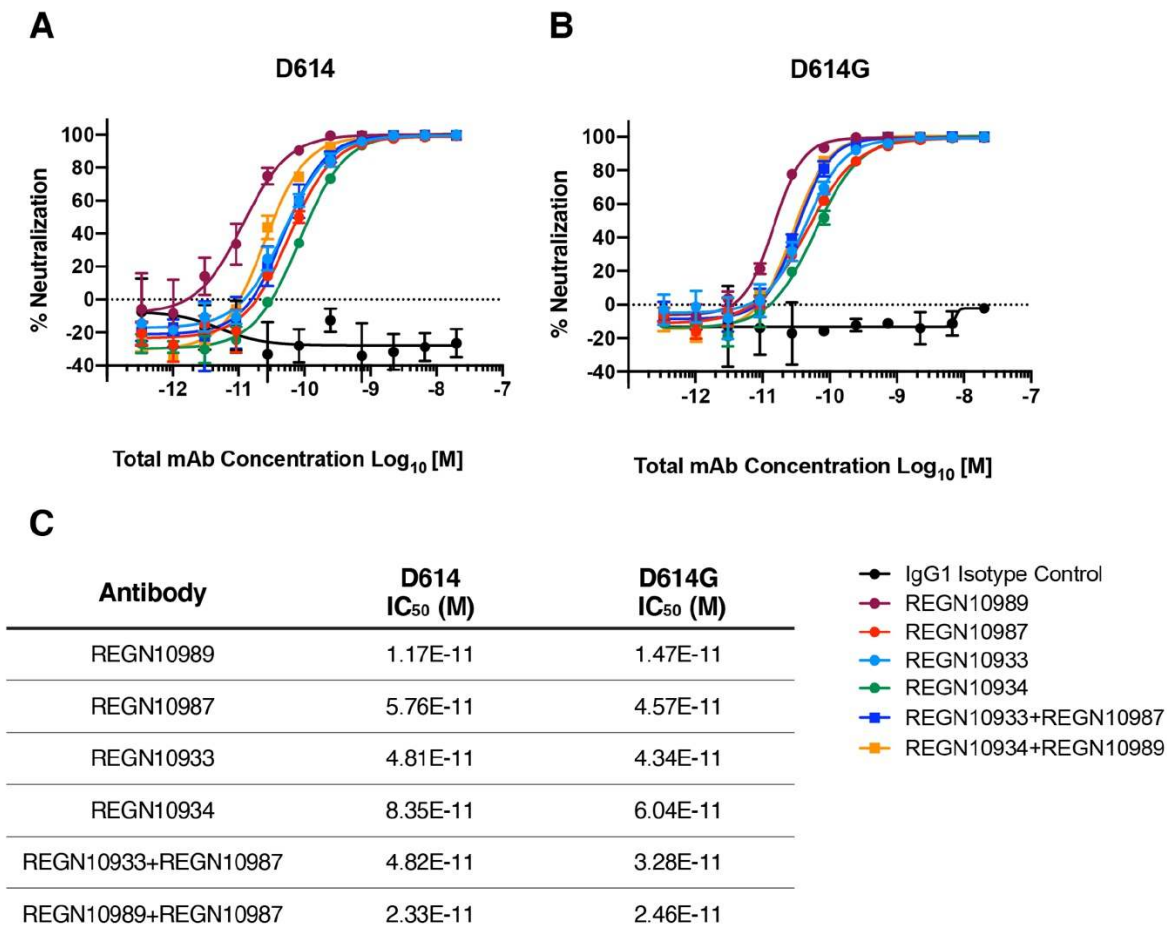 A
B
D614
D614G
% Neutralization
100
80
60
40
20
0
-20
-40
-12
-11
-10
-9
-8
-7
Total mAb Concentration Log10 [M]
% Neutralization
100
80
60
40
20
0
-20
-40
-12
-11
-10
-9
-8
-7
Total mAb Concentration Log10 [M]
C
Antibody D614 IC50 (M) D614G IC50 (M)
REGN10989 1.17E-11 1.47E-11
REGN10987 5.76E-11 4.57E-11
REGN10933 4.81E-11 4.34E-11
REGN10934 8.35E-11 6.04E-11
REGN10933+REGN10987 4.82E-11 3.28E-11
REGN10989+REGN10987 2.33E-11 2.46E-11
IgG1 Isotype Control
REGN10989
REGN10987
REGN10933
REGN10934
REGN10933+REGN10987
REGN10934+REGN10989